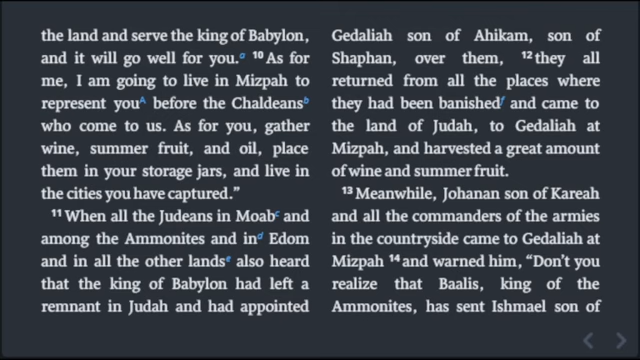 the land and serve the king of Babylon,
and it will go well for you.a 10 As for
me, I am going to live in Mizpah to
represent youA before the Chaldeansb
who come to us. As for you, gather
wine, summer fruit, and oil, place
them in your storage jars, and live in
the cities you have captured.”
11 When all the Judeans in Moabc and
among the Ammonites and ind Edom
and in all the other landse also heard
that the king of Babylon had left a
remnant in Judah and had appointed
Gedaliah son of Ahikam, son of
Shaphan, over them, 12 they all
returned from all the places where
they had been banishedf and came to
the land of Judah, to Gedaliah at
Mizpah, and harvested a great amount
of wine and summer fruit.
13 Meanwhile, Johanan son of Kareah
and all the commanders of the armies
in the countryside came to Gedaliah at
Mizpah 14 and warned him, “Don’t you
realize that Baalis, king of the
Ammonites, has sent Ishmael son of